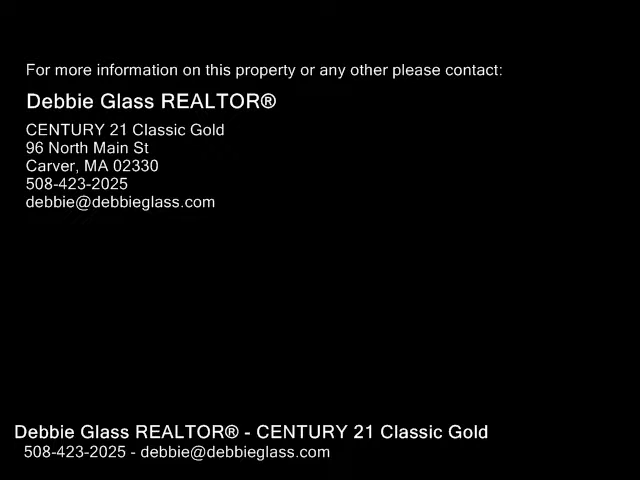 For more information on this property or any other please contact:
Debbie Glass REALTOR®
CENTURY 21 Classic Gold
96 North Main St
Carver, MA 02330
508-423-2025
debbie@debbieglass.com
Debbie Glass REALTOR® - CENTURY 21 Classic Gold
508-423-2025 - debbie@debbieglass.com